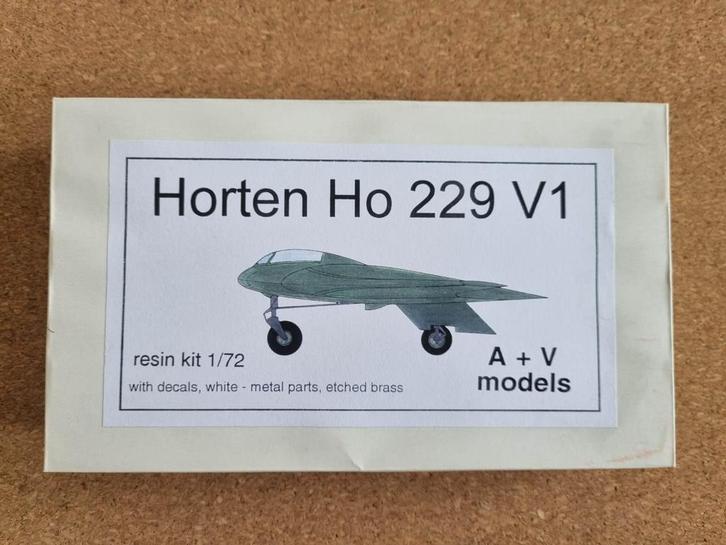 Horten Ho 229 V1
resin kit 1/72
with decals, white - metal parts, etched brass
A + V
models